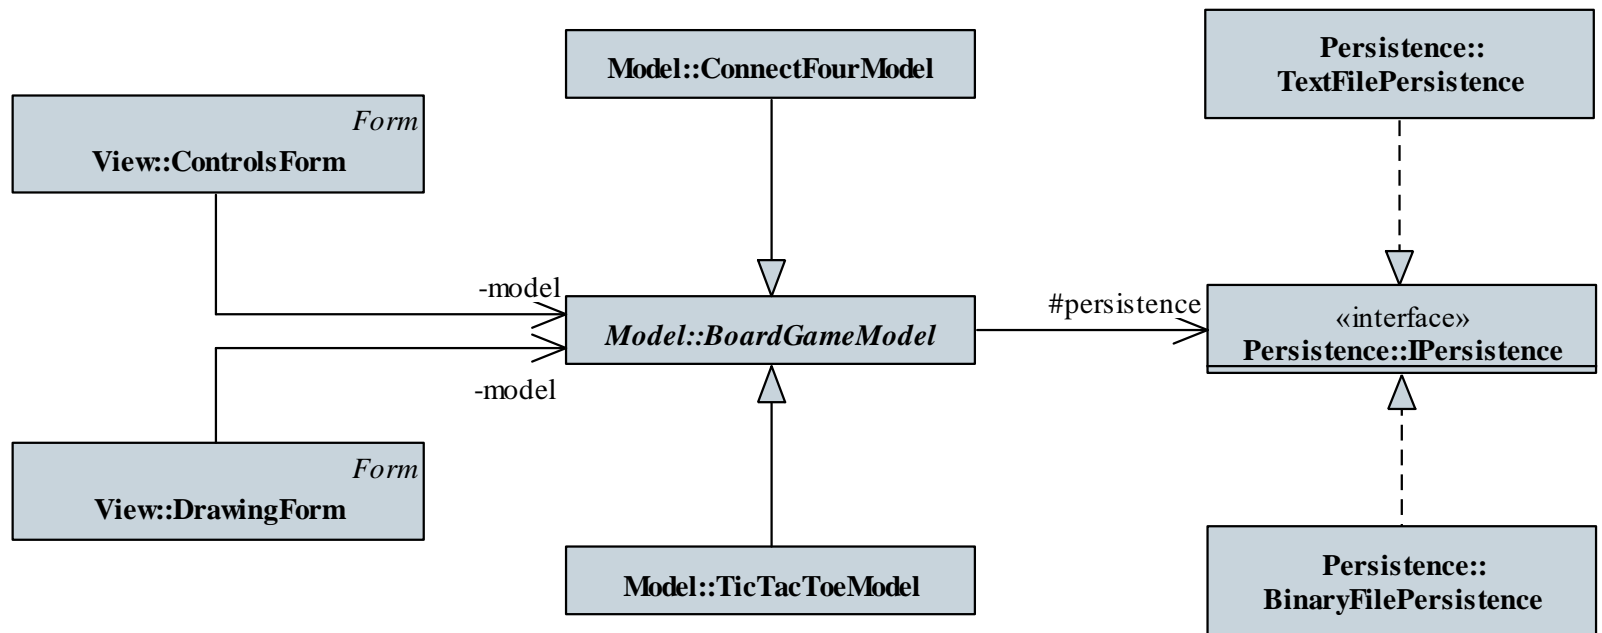 Persistence::
TextFilePersistence
Model::ConnectFourModel
Form
View::ControlsForm
-model
#persistence
«interface»
Persistence::IPersistence
Model::BoardGameModel
-model
Form
View::DrawingForm
Model::TicTacToeModel
Persistence::
BinaryFilePersistence